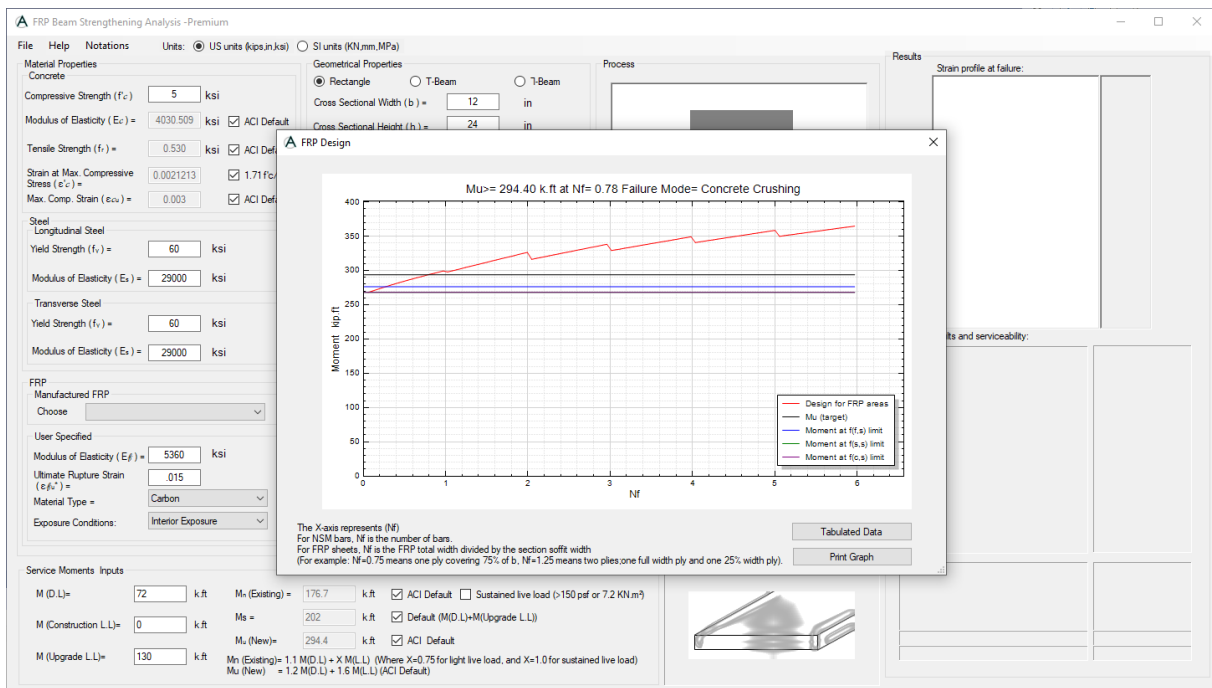 FRP Beam Strengthening Analysis -Premium
File Help Notations Units: US units (kips,in,ksi) SI units (KN,mm,MPa)
Material Properties
Concrete
Compressive Strength (f'c) 5 ksi
Modulus of Elasticity ( Ec ) = 4030.509 ksi ACI Default
Tensile Strength ( fr ) = 0.530 ksi ACI Defa
Strain at Max. Compressive
Stress ( ε'c ) = 0.0021213 1.71 f'c/
Max. Comp. Strain ( εcu ) = 0.003 ACI Defa
Steel
Longitudinal Steel
Yield Strength ( fy ) = 60 ksi
Modulus of Elasticity ( Es ) = 29000 ksi
Transverse Steel
Yield Strength ( fy ) = 60 ksi
Modulus of Elasticity ( Es ) = 29000 ksi
FRP
Manufactured FRP
Choose
User Specified
Modulus of Elasticity ( Ef ) = 5360 ksi
Ultimate Rupture Strain
( εfu* ) = .015
Material Type = Carbon
Exposure Conditions: Interior Exposure
Geometrical Properties
Rectangle T-Beam ꓶ-Beam
Cross Sectional Width ( b ) = 12 in
Cross Sectional Height ( h ) = 24 in
Process
Results
Strain profile at failure:
lts and serviceability:
FRP Design
Mu>= 294.40 k.ft at Nf= 0.78 Failure Mode= Concrete Crushing
Moment kip.ft
400
350
300
250
200
150
100
50
0
0 1 2 3 4 5 6
Nf
Design for FRP areas
Mu (target)
Moment at f(f,s) limit
Moment at f(s,s) limit
Moment at f(c,s) limit
The X-axis represents (Nf)
For NSM bars, Nf is the number of bars.
For FRP sheets, Nf is the FRP total width divided by the section soffit width
(For example: Nf=0.75 means one ply covering 75% of b, Nf=1.25 means two plies;one full width ply and one 25% width ply).
Tabulated Data
Print Graph
Service Moments Inputs
M (D.L)= 72 k.ft
M (Construction L.L)= 0 k.ft
M (Upgrade L.L)= 130 k.ft
Mn (Existing) = 176.7 k.ft ACI Default Sustained live load (>150 psf or 7.2 KN.m²)
Ms = 202 k.ft Default (M(D.L)+M(Upgrade L.L))
Mu (New) = 294.4 k.ft ACI Default
Mn (Existing)= 1.1 M(D.L) + X M(L.L) (Where X=0.75 for light live load, and X=1.0 for sustained live load)
Mu (New) = 1.2 M(D.L) + 1.6 M(L.L) (ACI Default)